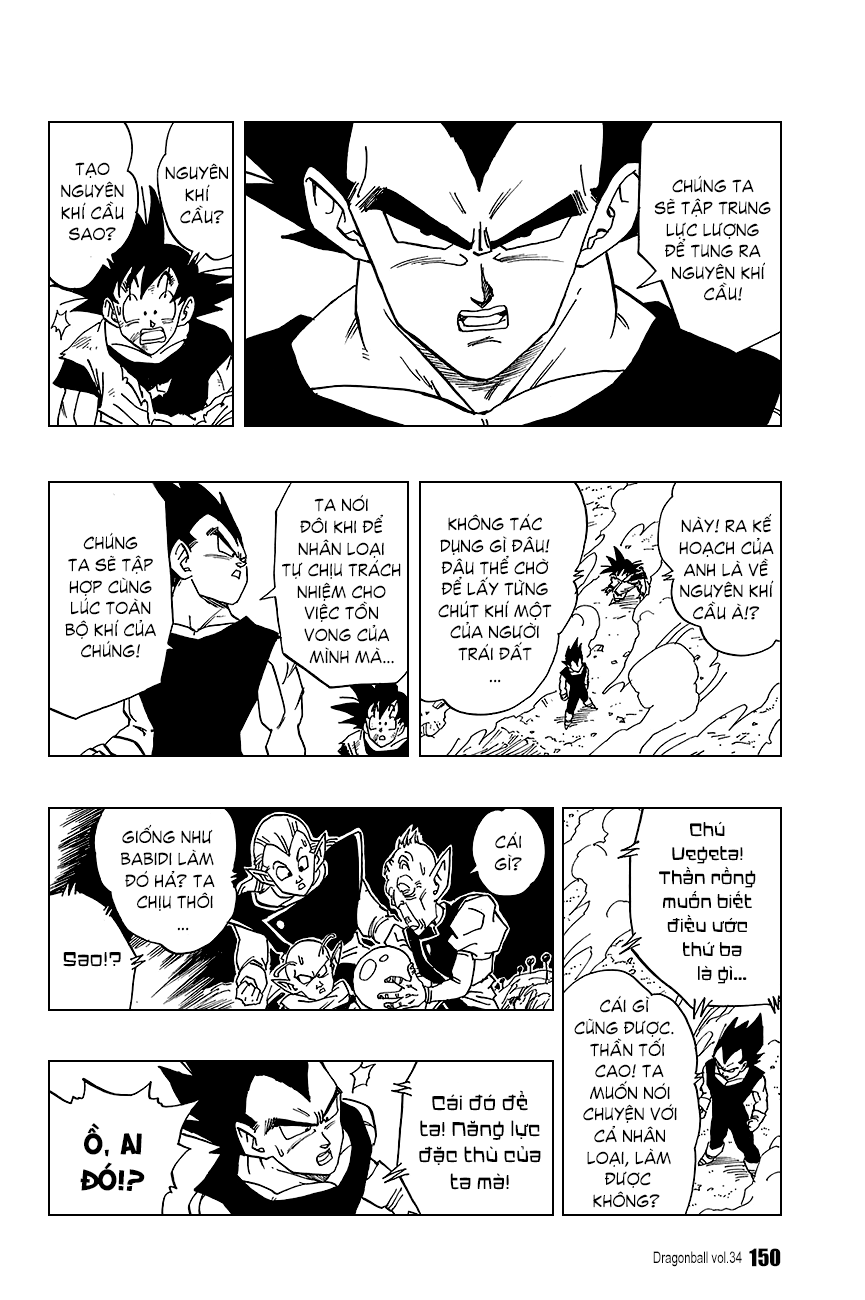 CHÚNG TA
SẼ TẬP TRUNG
LỰC LƯỢNG
ĐỂ TUNG RA
NGUYÊN KHÍ
CẦU!
NGUYÊN
KHÍ
CẦU?
TẠO
NGUYÊN
KHÍ CẦU
SAO?
NÀY! RA KẾ
HOẠCH CỦA
ANH LÀ VỀ
NGUYÊN KHÍ
CẦU À!?
KHÔNG TÁC
DỤNG GÌ ĐÂU!
ĐÂU THỂ CHỜ
ĐỂ LẤY TỪNG
CHÚT KHÍ MỘT
CỦA NGƯỜI
TRÁI ĐẤT
...
TA NÓI
ĐÔI KHI ĐỂ
NHÂN LOẠI
TỰ CHỊU TRÁCH
NHIỆM CHO
VIỆC TỒN
VONG CỦA
MÌNH MÀ...
CHÚNG
TA SẼ TẬP
HỢP CÙNG
LÚC TOÀN
BỘ KHÍ CỦA
CHÚNG!
Chú
Vegeta!
Thần rồng
muốn biết
điều ước
thứ ba
là gì...
CÁI GÌ
CŨNG ĐƯỢC.
THẦN TỐI
CAO! TA
MUỐN NÓI
CHUYỆN VỚI
CẢ NHÂN
LOẠI, LÀM
ĐƯỢC
KHÔNG?
CÁI
GÌ?
GIỐNG NHƯ
BABIDI LÀM
ĐÓ HẢ? TA
CHỊU THÔI
...
Sao!?
Cái đó để
ta! Năng lực
đặc thù của
ta mà!
Ồ, AI
ĐÓ!?
Dragonball vol.34 150